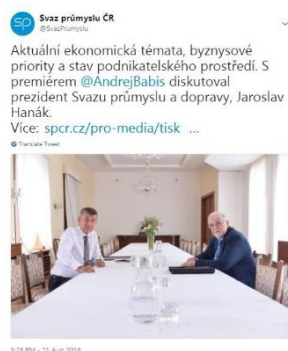 Svaz průmyslu ČR
@SvazPrumyslu
Aktuální ekonomická témata, byznysové
priority a stav podnikatelského prostředí. S
premiérem @AndrejBabis diskutoval
prezident Svazu průmyslu a dopravy, Jaroslav
Hanák.
Více: spcr.cz/pro-media/tisk ...
Translate Tweet